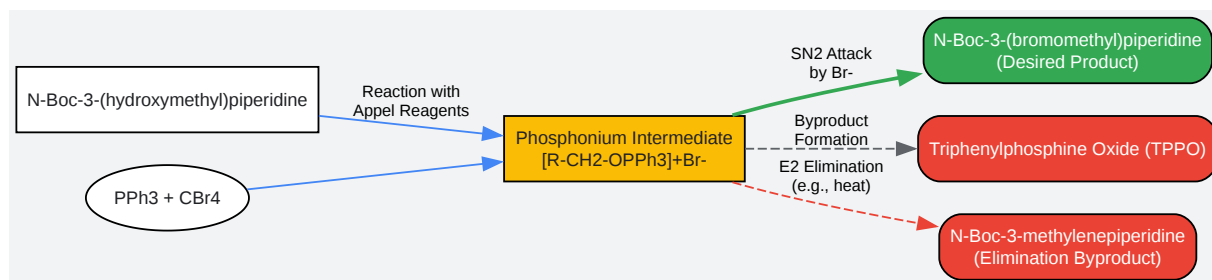 N-Boc-3-(hydroxymethyl)piperidine
PPh3 + CBr4
Reaction with
Appel Reagents
Phosphonium Intermediate
[R-CH2-OPPh3]+Br-
SN2 Attack
by Br-
N-Boc-3-(bromomethyl)piperidine
(Desired Product)
Byproduct
Formation
Triphenylphosphine Oxide (TPPO)
E2 Elimination
(e.g., heat)
N-Boc-3-methylenepiperidine
(Elimination Byproduct)